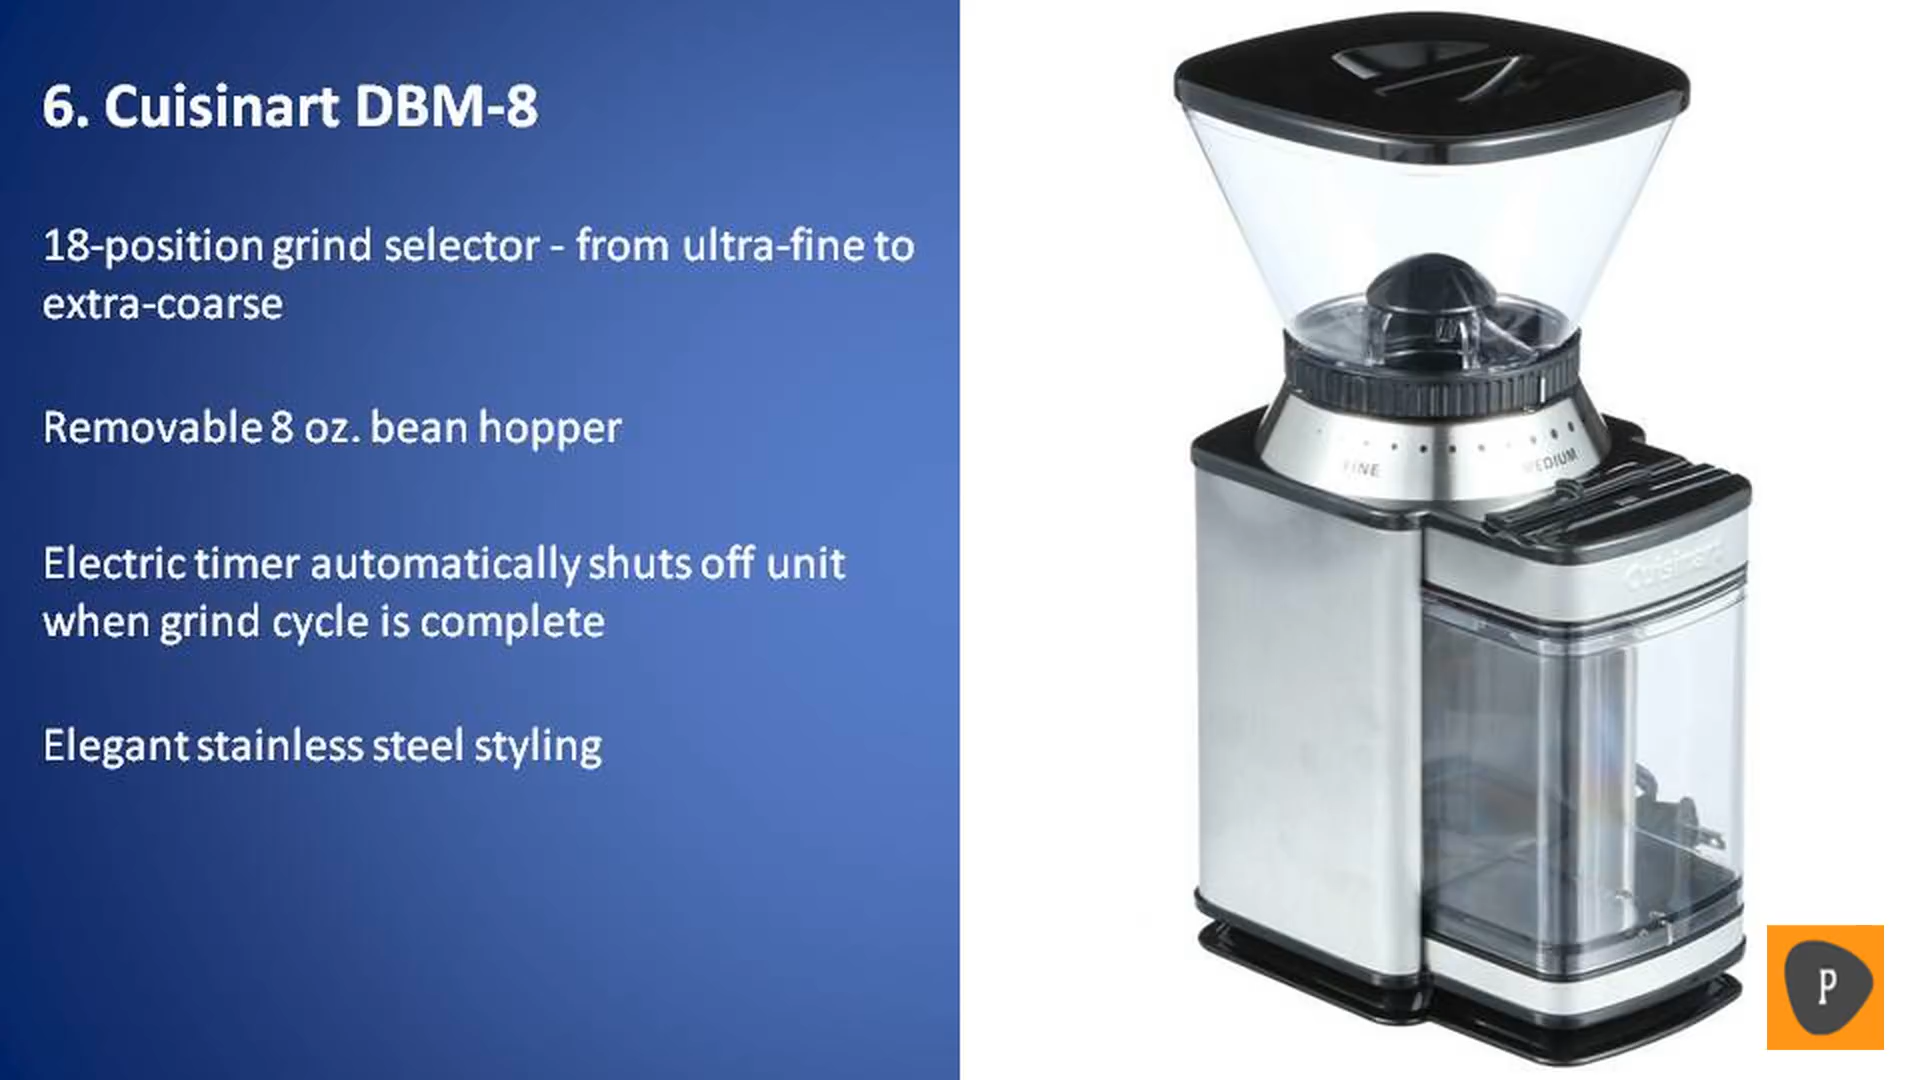 6. Cuisinart DBM-8
18-position grind selector - from ultra-fine to
extra-coarse
Removable 8 oz. bean hopper
Electric timer automatically shuts off unit
when grind cycle is complete
Elegant stainless steel styling
FINE
MEDIUM
Cuisinart
P